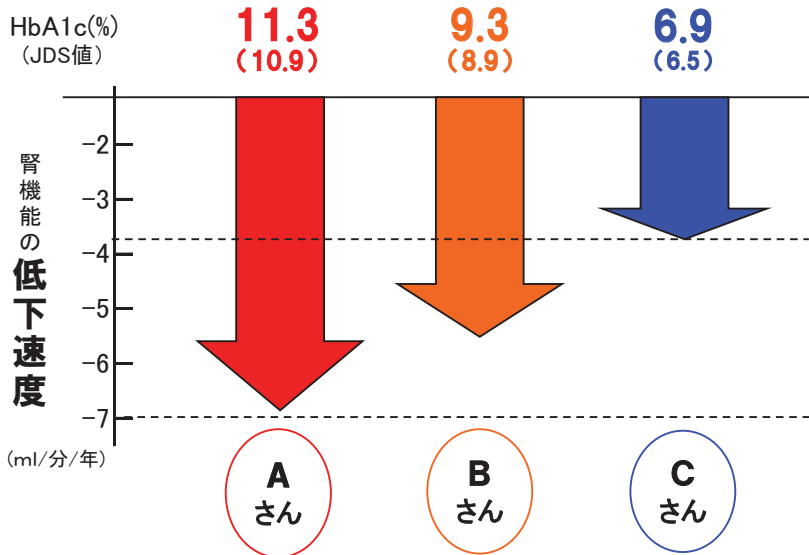 HbA1c(%)
(JDS値)
11.3
(10.9)
9.3
(8.9)
6.9
(6.5)
腎機能の低下速度
(ml/分/年)
−2
−3
−4
−5
−6
−7
A
さん
B
さん
C
さん